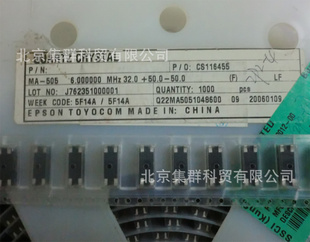 北京集群科贸有限公司
P/N: P/O: CS11645S
MA-505 6.000000 MHz 32.0 +50.0-50.0 (F) LF
LOT NO: J762351000001 QUANTITY: 1000 pcs
WEEK CODE: 5F14A / 5F14A Q22MA5051048600 09 20060109
EPSON TOYOCOM MADE IN: CHINA
北京集群科贸有限公司